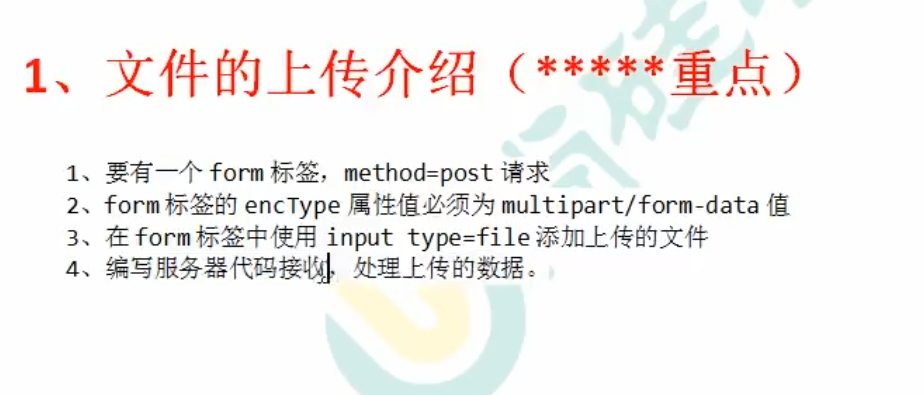 1、文件的上传介绍（*****重点）
1、要有一个 form 标签，method=post 请求
2、form 标签的 encType 属性值必须为 multipart/form-data 值
3、在 form 标签中使用 input type=file 添加上传的文件
4、编写服务器代码接收，处理上传的数据。